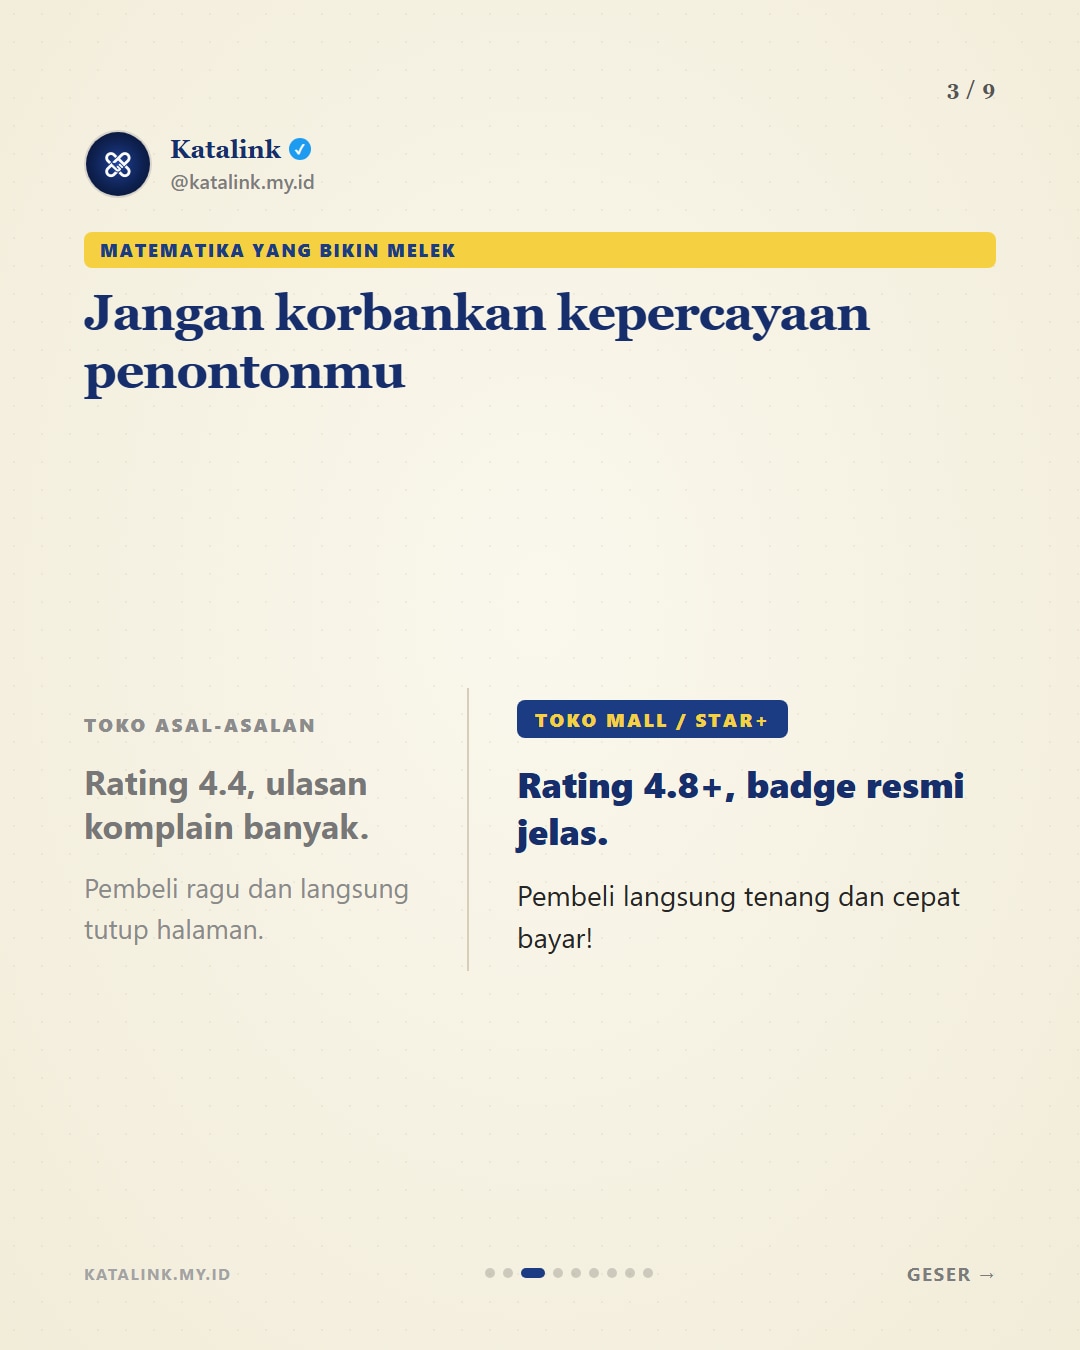 3 / 9
Katalink
@katalink.my.id
MATEMATIKA YANG BIKIN MELEK
Jangan korbankan kepercayaan
penontonmu
TOKO ASAL-ASALAN
Rating 4.4, ulasan
komplain banyak.
Pembeli ragu dan langsung
tutup halaman.
TOKO MALL / STAR+
Rating 4.8+, badge resmi
jelas.
Pembeli langsung tenang dan cepat
bayar!
KATALINK.MY.ID
GESER →